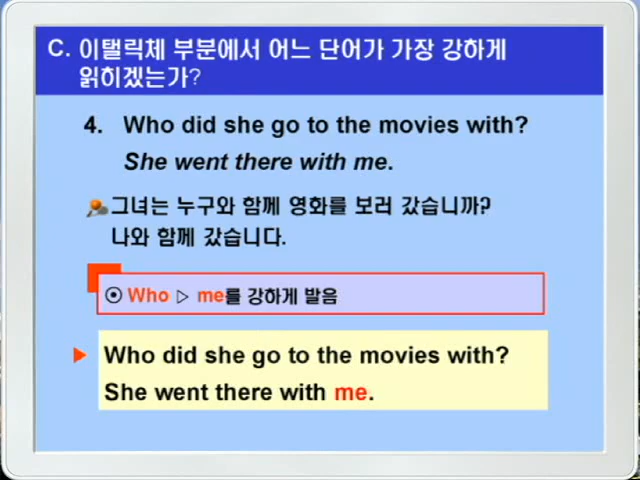 C. 이탤릭체 부분에서 어느 단어가 가장 강하게
읽히겠는가?
4. Who did she go to the movies with?
She went there with me.
그녀는 누구와 함께 영화를 보러 갔습니까?
나와 함께 갔습니다.
⊙ Who ▷ me를 강하게 발음
▶ Who did she go to the movies with?
She went there with me.